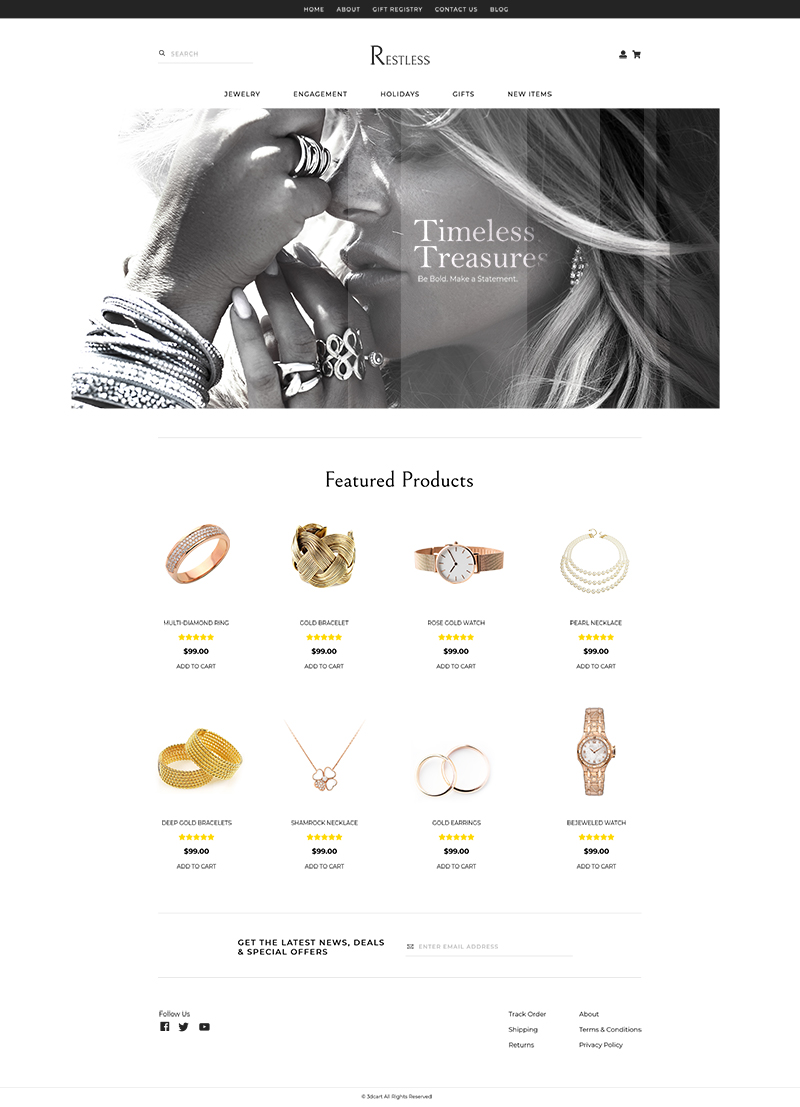 HOME ABOUT GIFT REGISTRY CONTACT US BLOG
SEARCH
RESTLESS
JEWELRY ENGAGEMENT HOLIDAYS GIFTS NEW ITEMS
Timeless
Treasures
Be Bold. Make a Statement.
Featured Products
MULTI-DIAMOND RING GOLD BRACELET ROSE GOLD WATCH PEARL NECKLACE
$99.00 $99.00 $99.00 $99.00
ADD TO CART ADD TO CART ADD TO CART ADD TO CART
DEEP GOLD BRACELETS SHAMROCK NECKLACE GOLD EARRINGS BEJEWELED WATCH
$99.00 $99.00 $99.00 $99.00
ADD TO CART ADD TO CART ADD TO CART ADD TO CART
GET THE LATEST NEWS, DEALS
& SPECIAL OFFERS
ENTER EMAIL ADDRESS
Follow Us
Track Order About
Shipping Terms & Conditions
Returns Privacy Policy
© 3dcart All Rights Reserved